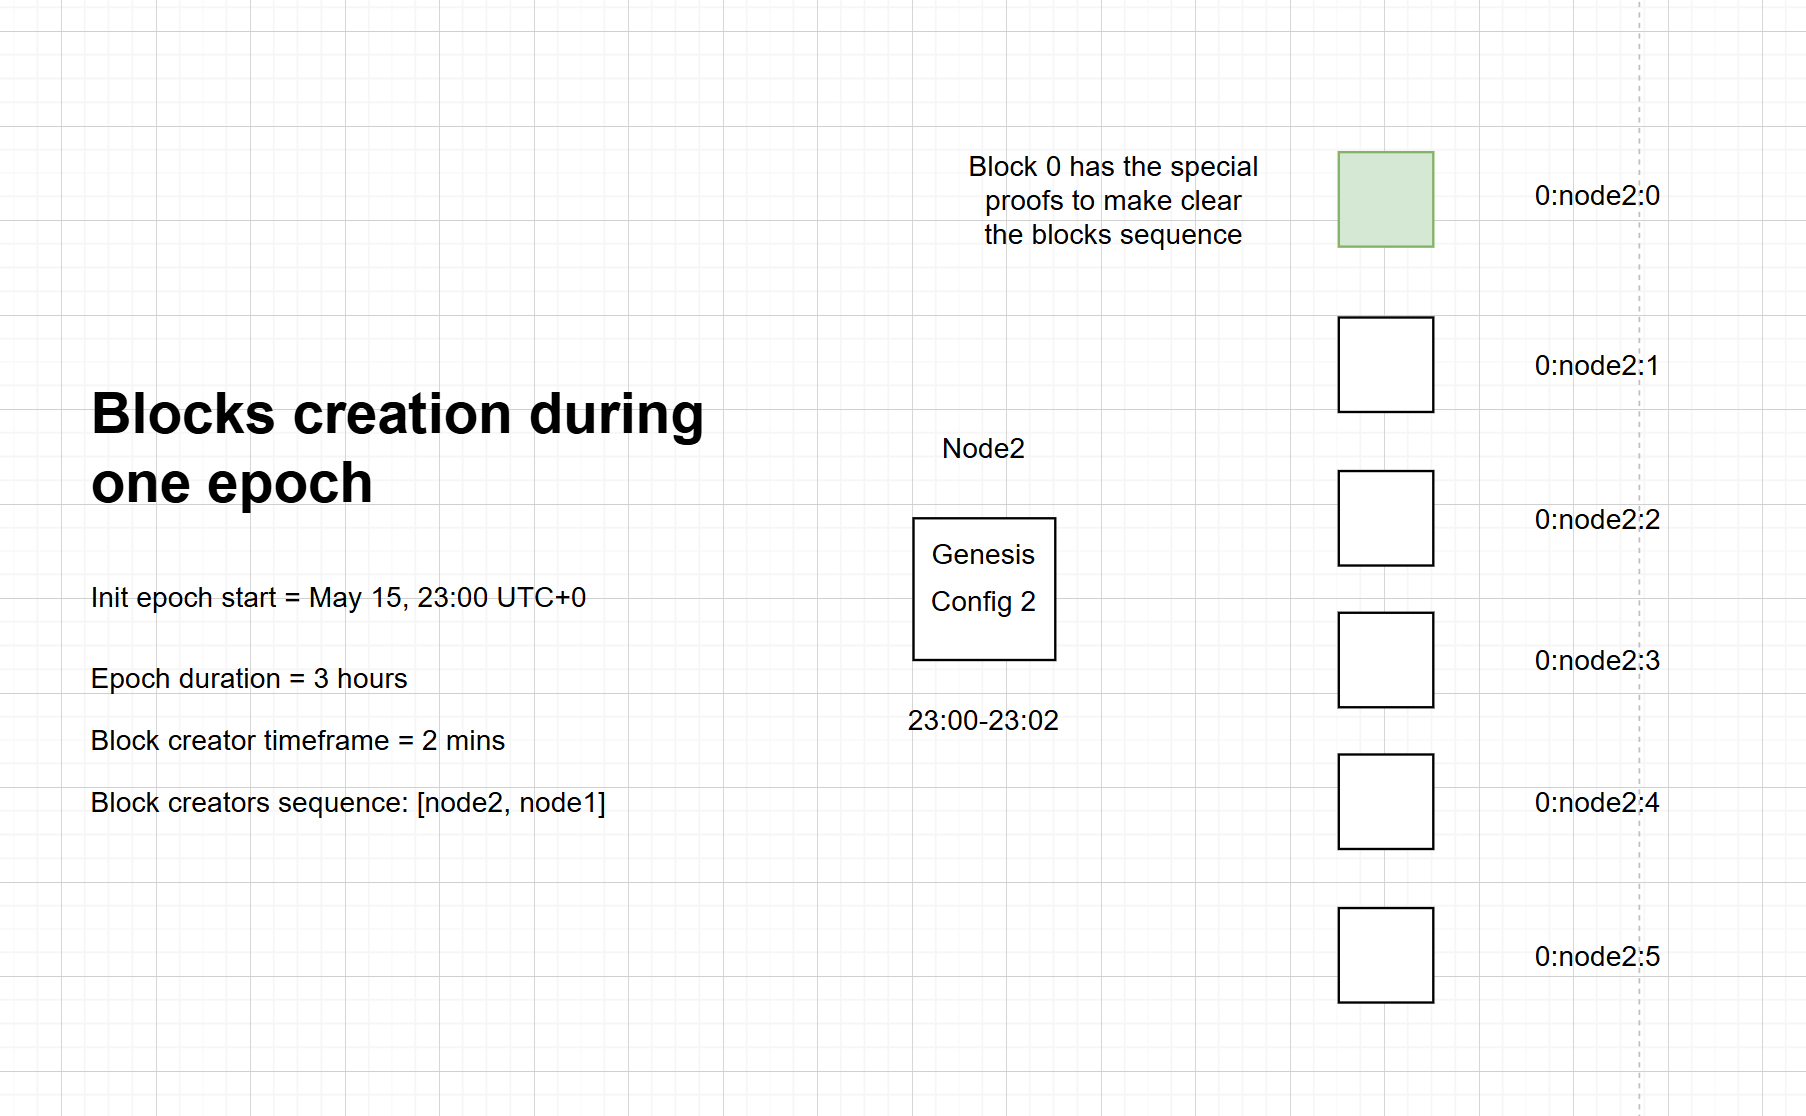 Blocks creation during
one epoch
Init epoch start = May 15, 23:00 UTC+0
Epoch duration = 3 hours
Block creator timeframe = 2 mins
Block creators sequence: [node2, node1]
Node2
Genesis
Config 2
23:00-23:02
Block 0 has the special
proofs to make clear
the blocks sequence
0:node2:0
0:node2:1
0:node2:2
0:node2:3
0:node2:4
0:node2:5